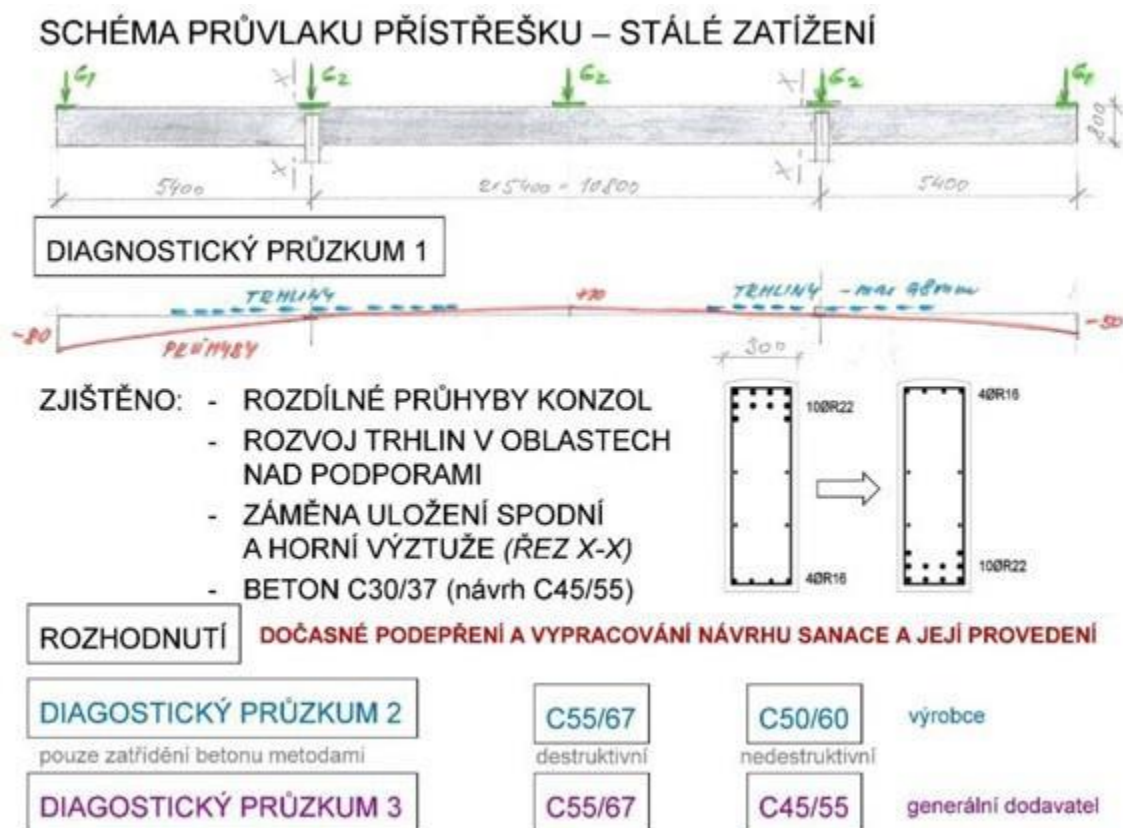 SCHÉMA PRŮVLAKU PŘÍSTŘEŠKU – STÁLÉ ZATÍŽENÍ
G1 X G2 G2 X G2 G1
800
X X
5400 2x5400 = 10800 5400
DIAGNOSTICKÝ PRŮZKUM 1
TRHLINY +10 TRHLINY - max 0,8mm
-80 PRŮHYBY -50
300
ZJIŠTĚNO: - ROZDÍLNÉ PRŮHYBY KONZOL
- ROZVOJ TRHLIN V OBLASTECH
NAD PODPORAMI
- ZÁMĚNA ULOŽENÍ SPODNÍ
A HORNÍ VÝZTUŽE (ŘEZ X-X)
- BETON C30/37 (návrh C45/55)
10ØR22 4ØR16
4ØR16 10ØR22
ROZHODNUTÍ DOČASNÉ PODEPŘENÍ A VYPRACOVÁNÍ NÁVRHU SANACE A JEJÍ PROVEDENÍ
DIAGOSTICKÝ PRŮZKUM 2 C55/67 C50/60 výrobce
pouze zatřídění betonu metodami destruktivní nedestruktivní
DIAGOSTICKÝ PRŮZKUM 3 C55/67 C45/55 generální dodavatel